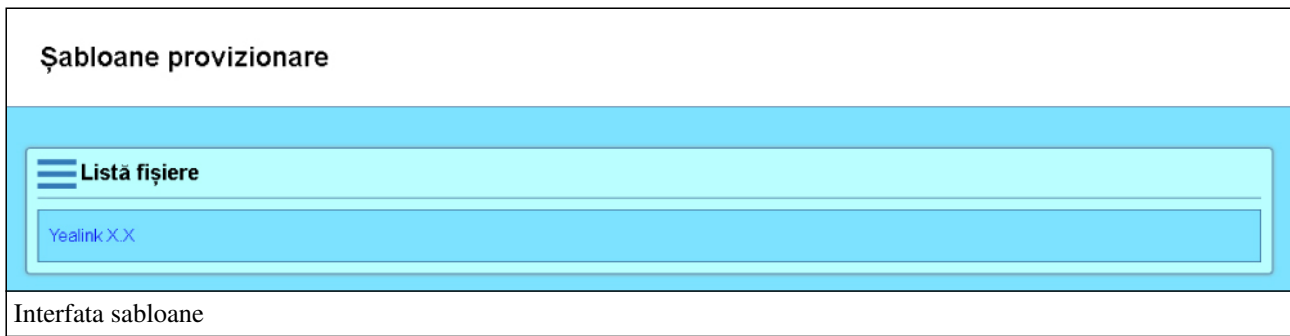 Șabloane provizionare
Listă fișiere
Yealink X.X
Interfata sabloane